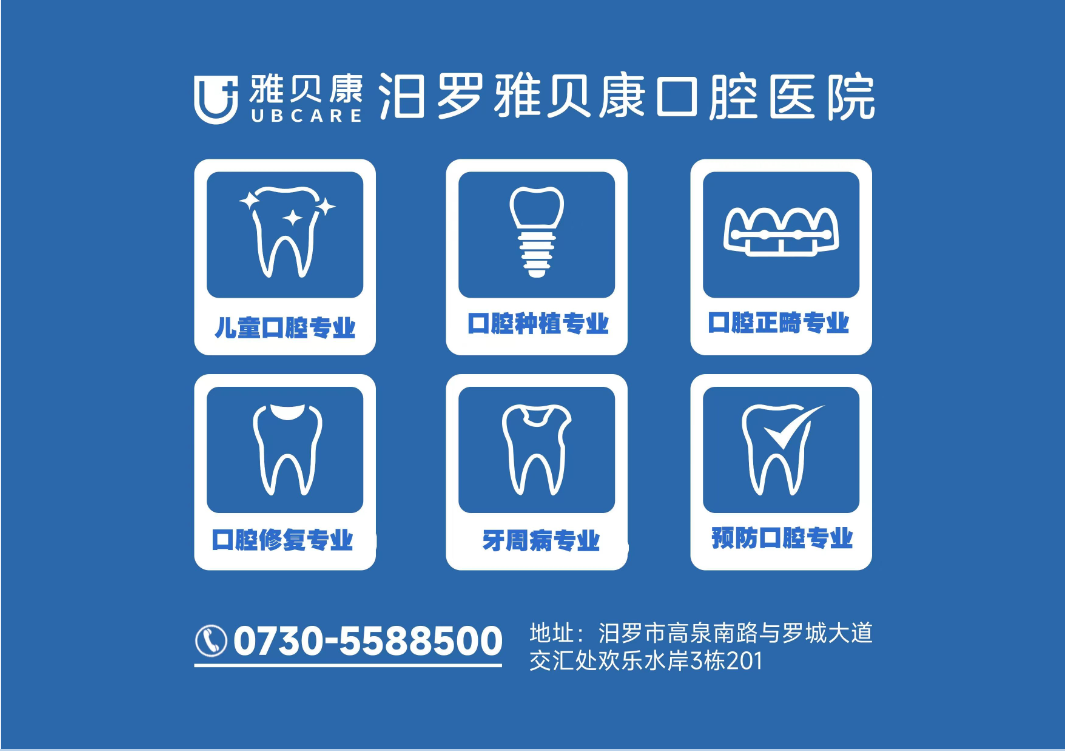 雅贝康
UBCARE
汨罗雅贝康口腔医院
儿童口腔专业
口腔种植专业
口腔正畸专业
口腔修复专业
牙周病专业
预防口腔专业
0730-5588500
地址：汨罗市高泉南路与罗城大道
交汇处欢乐水岸3栋201